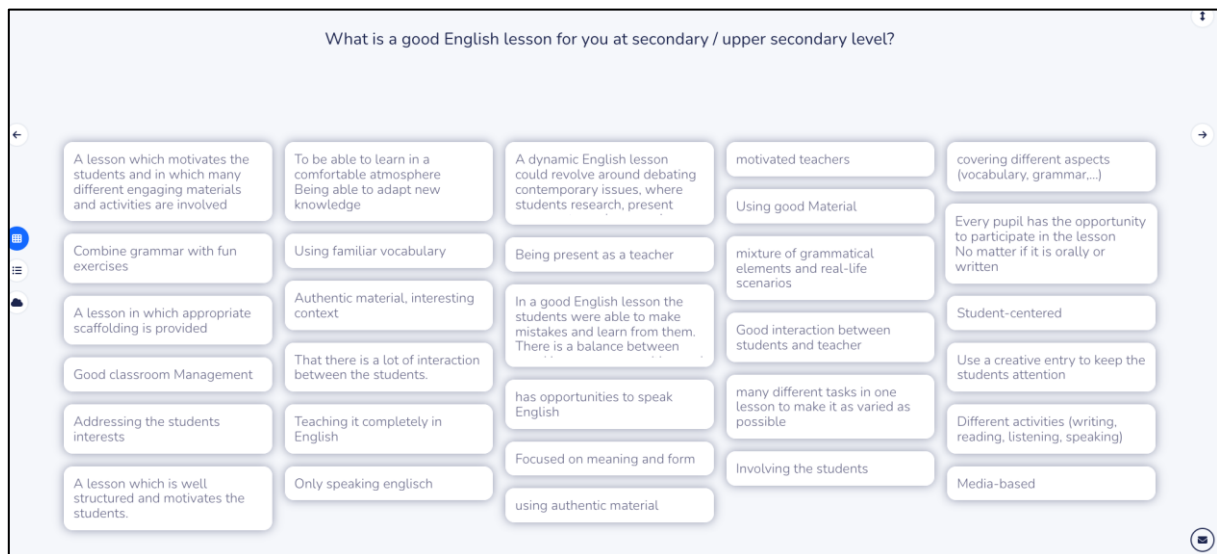 What is a good English lesson for you at secondary / upper secondary level?
A lesson which motivates the
students and in which many
different engaging materials
and activities are involved
Combine grammar with fun
exercises
A lesson in which appropriate
scaffolding is provided
Good classroom Management
Addressing the students
interests
A lesson which is well
structured and motivates the
students.
To be able to learn in a
comfortable atmosphere
Being able to adapt new
knowledge
Using familiar vocabulary
Authentic material, interesting
context
That there is a lot of interaction
between the students.
Teaching it completely in
English
Only speaking englisch
A dynamic English lesson
could revolve around debating
contemporary issues, where
students research, present
Being present as a teacher
In a good English lesson the
students were able to make
mistakes and learn from them.
There is a balance between
has opportunities to speak
English
Focused on meaning and form
using authentic material
motivated teachers
Using good Material
mixture of grammatical
elements and real-life
scenarios
Good interaction between
students and teacher
many different tasks in one
lesson to make it as varied as
possible
Involving the students
covering different aspects
(vocabulary, grammar,...)
Every pupil has the opportunity
to participate in the lesson
No matter if it is orally or
written
Student-centered
Use a creative entry to keep the
students attention
Different activities (writing,
reading, listening, speaking)
Media-based